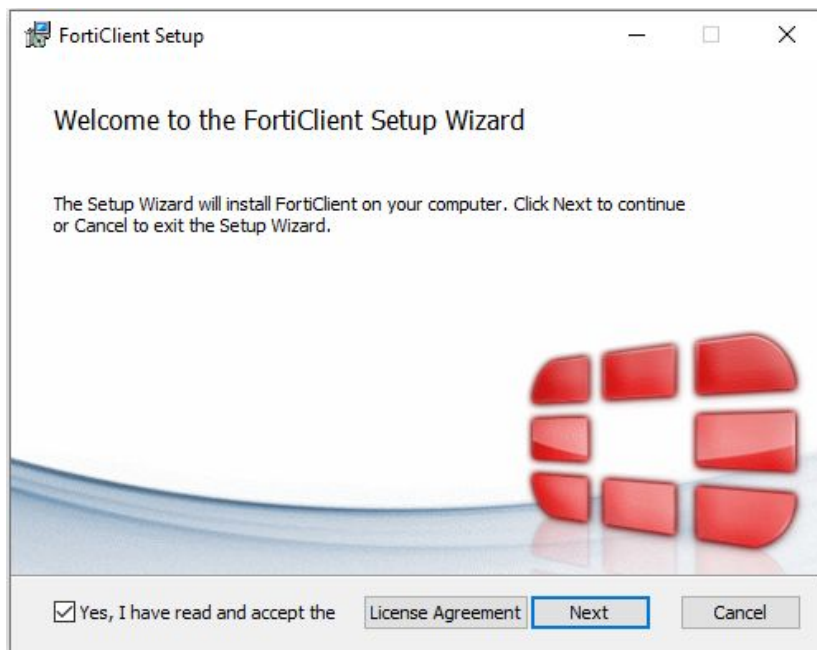 FortiClient Setup
Welcome to the FortiClient Setup Wizard
The Setup Wizard will install FortiClient on your computer. Click Next to continue
or Cancel to exit the Setup Wizard.
Yes, I have read and accept the License Agreement Next Cancel